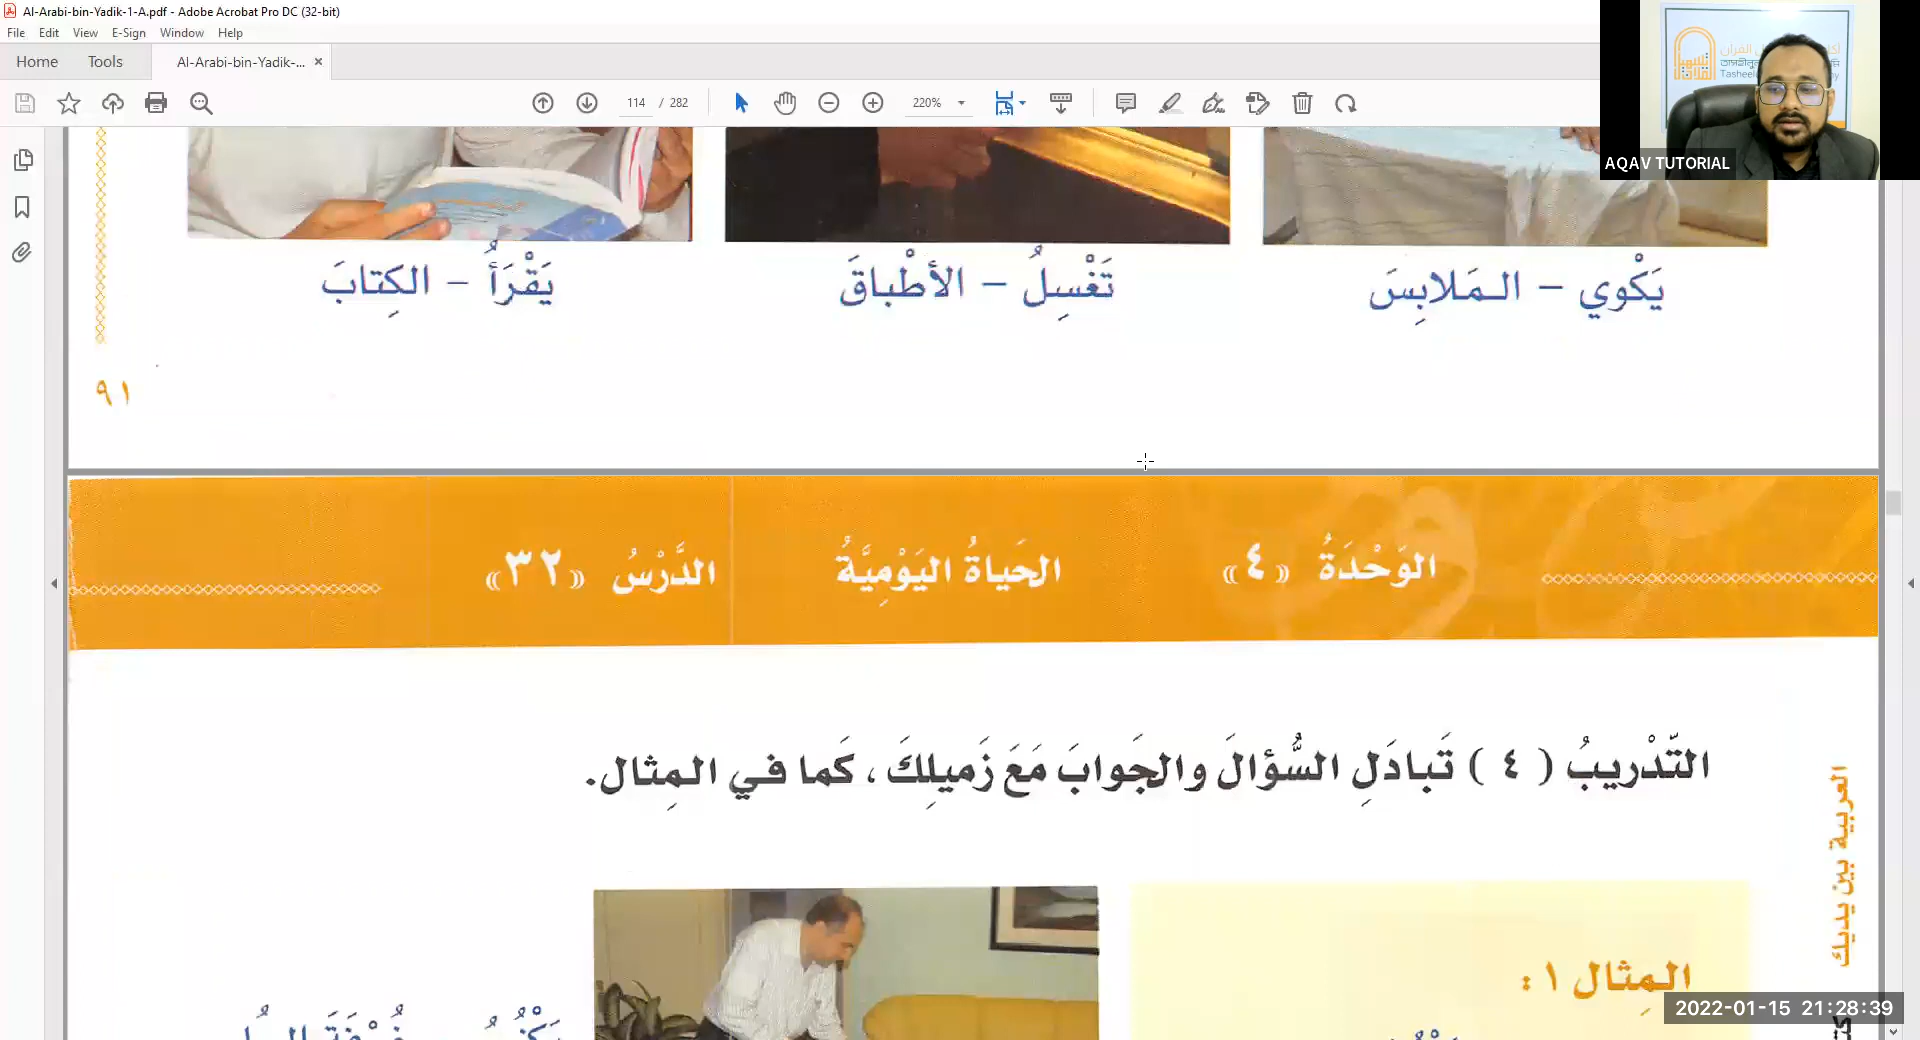 Al-Arabi-bin-Yadik-1-A.pdf - Adobe Acrobat Pro DC (32-bit)
File Edit View E-Sign Window Help
Home Tools Al-Arabi-bin-Yadik-... ×
114 / 282 220%
AQAV TUTORIAL
يَكْوي – الـمَلابِسَ
تَغْسِلُ – الأَطْباقَ
يَقْرَأُ – الكِتابَ
٩١
الوَحْدَةُ «٤» الحَياةُ اليَوْمِيَّةُ الدَّرْسُ «٣٢»
التَّدْريبُ ( ٤ ) تَبادَلِ السُّؤالَ والجَوابَ مَعَ زَميلِكَ ، كَما في المِثال.
العربية بين يديك
المِثال ١ :
2022-01-15 21:28:39